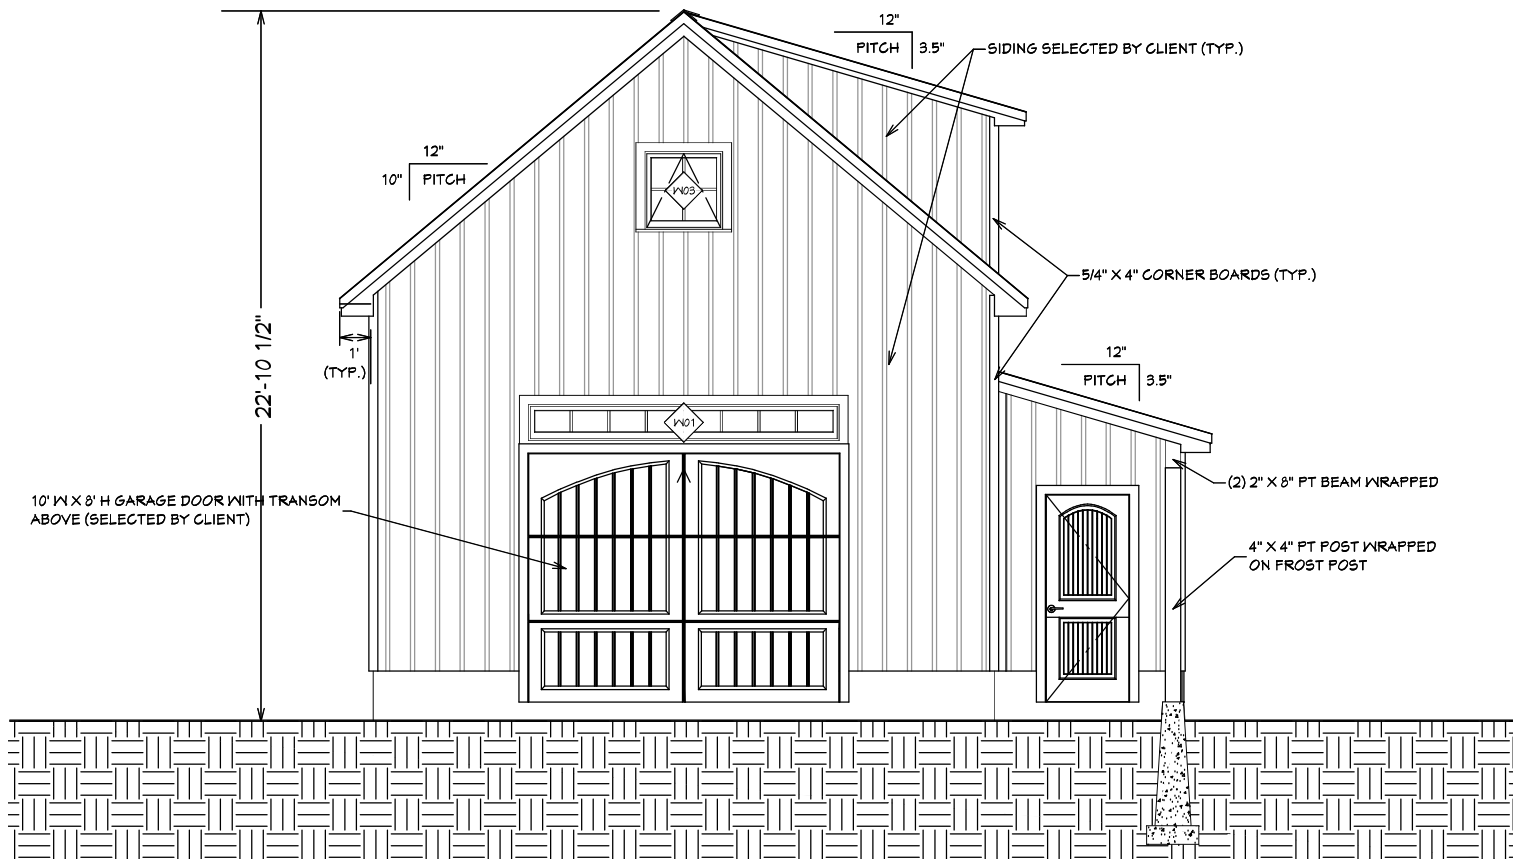 12"
PITCH 3.5"
SIDING SELECTED BY CLIENT (TYP.)
12"
10" PITCH
W03
5/4" X 4" CORNER BOARDS (TYP.)
22'-10 1/2"
1'
(TYP.)
12"
PITCH 3.5"
W01
(2) 2" X 8" PT BEAM WRAPPED
10' W X 8' H GARAGE DOOR WITH TRANSOM
ABOVE (SELECTED BY CLIENT)
4" X 4" PT POST WRAPPED
ON FROST POST